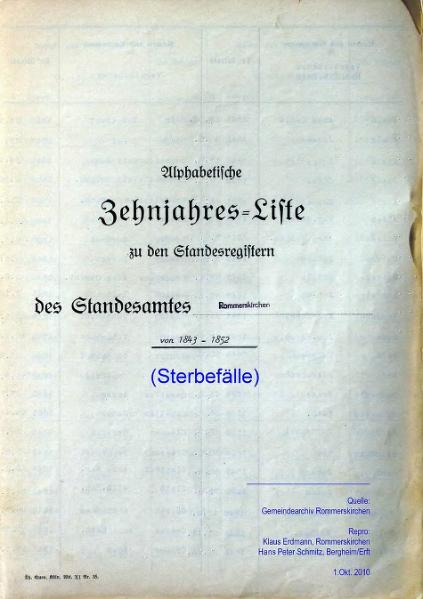 Alphabetische
Zehnjahres-Liste
zu den Standesregistern
des Standesamtes Rommerskirchen
von 1843 - 1852
(Sterbefälle)
Quelle:
Gemeindearchiv Rommerskirchen
Repro:
Klaus Erdmann, Rommerskirchen
Hans Peter Schmitz, Bergheim/Erft
1.Okt. 2010